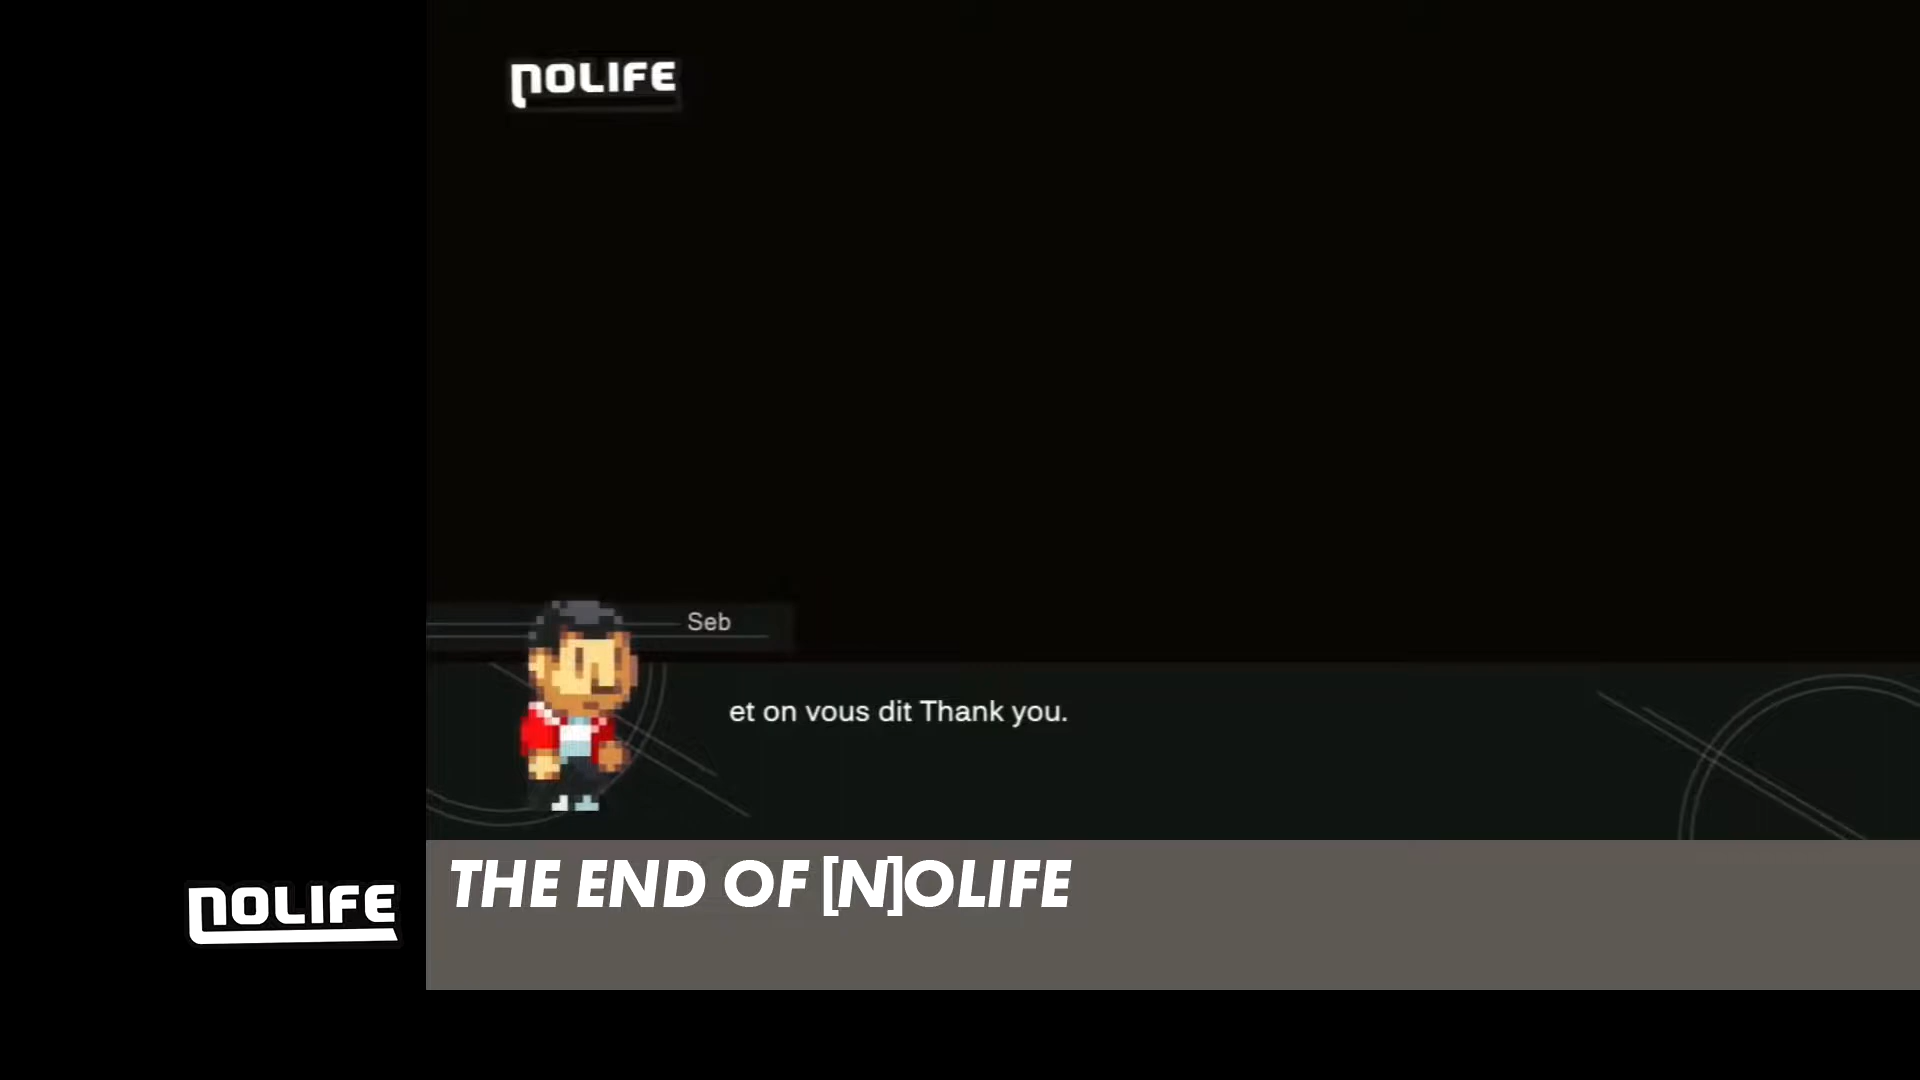 NOLIFE
Seb
et on vous dit Thank you.
NOLIFE
THE END OF [N]OLIFE